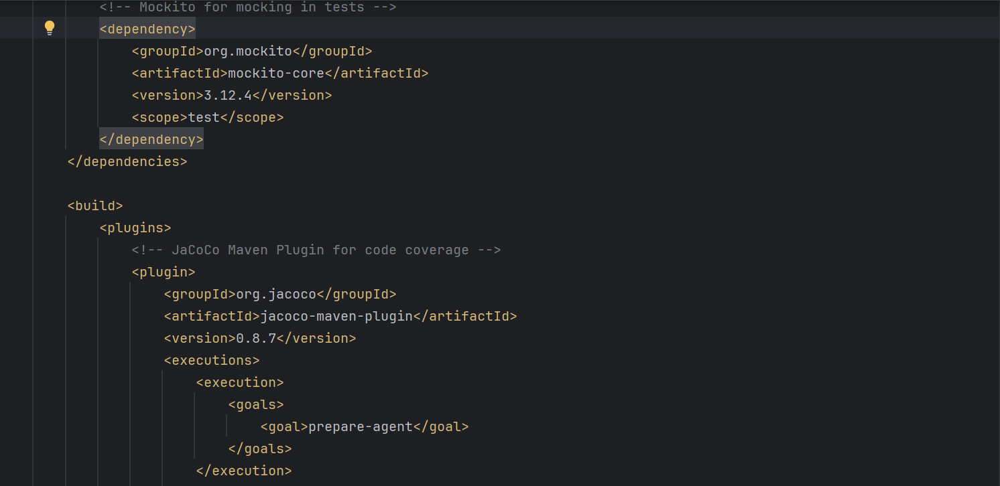 <!-- Mockito for mocking in tests -->
<dependency>
<groupId>org.mockito</groupId>
<artifactId>mockito-core</artifactId>
<version>3.12.4</version>
<scope>test</scope>
</dependency>
</dependencies>
<build>
<plugins>
<!-- JaCoCo Maven Plugin for code coverage -->
<plugin>
<groupId>org.jacoco</groupId>
<artifactId>jacoco-maven-plugin</artifactId>
<version>0.8.7</version>
<executions>
<execution>
<goals>
<goal>prepare-agent</goal>
</goals>
</execution>